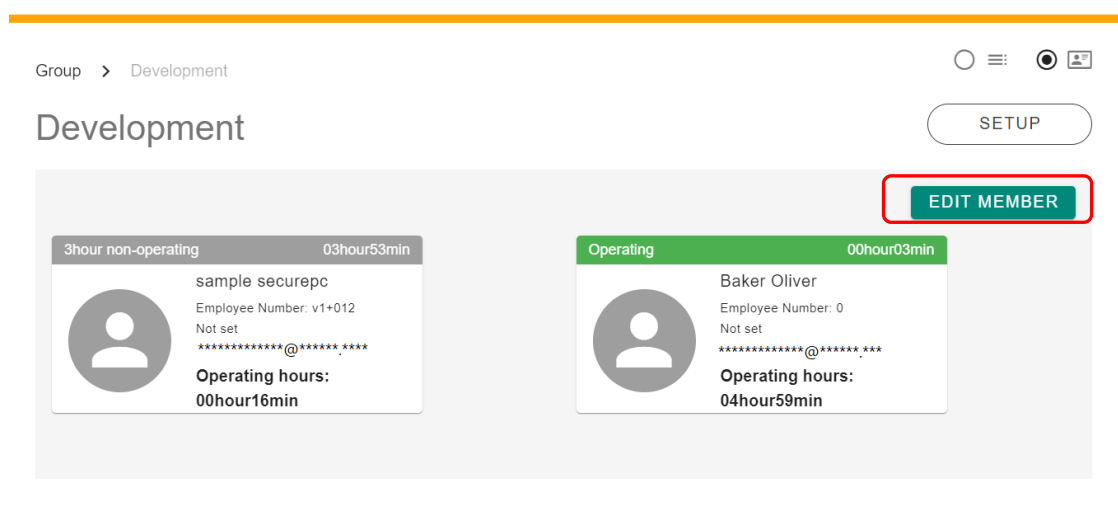 Group > Development
Development
SETUP
EDIT MEMBER
3hour non-operating 03hour53min
sample securepc
Employee Number: v1+012
Not set
*************@******.****
Operating hours:
00hour16min
Operating 00hour03min
Baker Oliver
Employee Number: 0
Not set
*************@******.***
Operating hours:
04hour59min